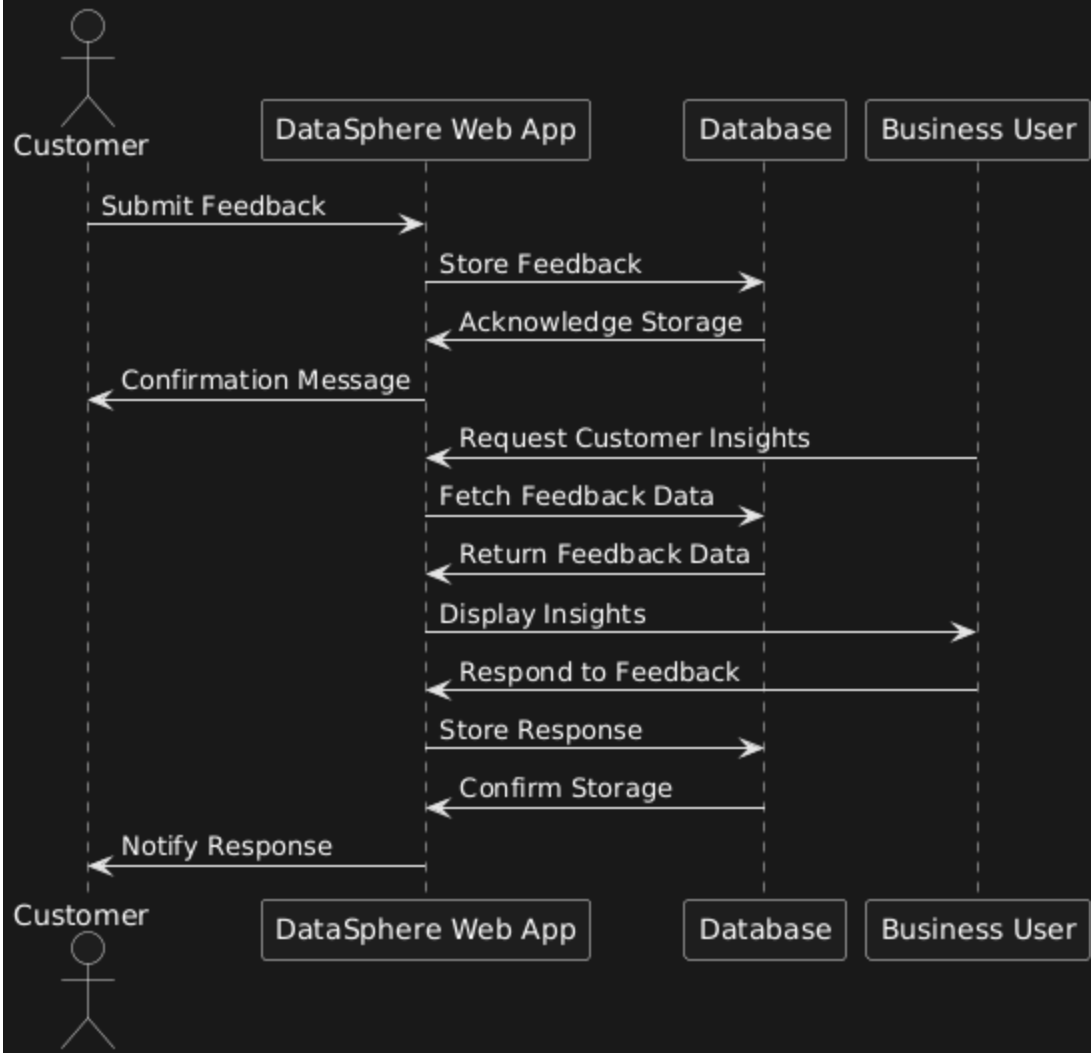 Customer
DataSphere Web App
Database
Business User
Submit Feedback
Store Feedback
Acknowledge Storage
Confirmation Message
Request Customer Insights
Fetch Feedback Data
Return Feedback Data
Display Insights
Respond to Feedback
Store Response
Confirm Storage
Notify Response
Customer
DataSphere Web App
Database
Business User